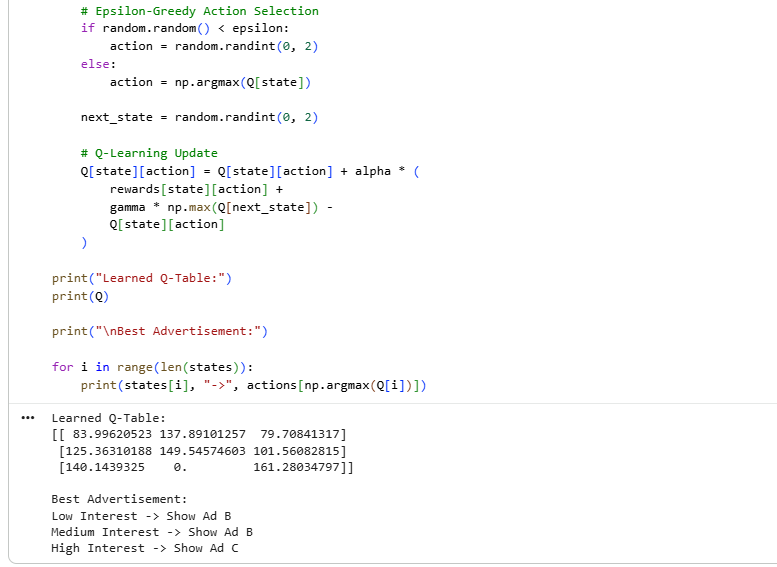 # Epsilon-Greedy Action Selection
if random.random() < epsilon:
    action = random.randint(0, 2)
else:
    action = np.argmax(Q[state])

next_state = random.randint(0, 2)

# Q-Learning Update
Q[state][action] = Q[state][action] + alpha * (
    rewards[state][action] +
    gamma * np.max(Q[next_state]) -
    Q[state][action]
)

print("Learned Q-Table:")
print(Q)

print("\nBest Advertisement:")

for i in range(len(states)):
    print(states[i], "->", actions[np.argmax(Q[i])])

••• Learned Q-Table:
[[ 83.99620523 137.89101257  79.70841317]
 [125.36310188 149.54574603 101.56082815]
 [140.1439325    0.         161.28034797]]

Best Advertisement:
Low Interest -> Show Ad B
Medium Interest -> Show Ad B
High Interest -> Show Ad C